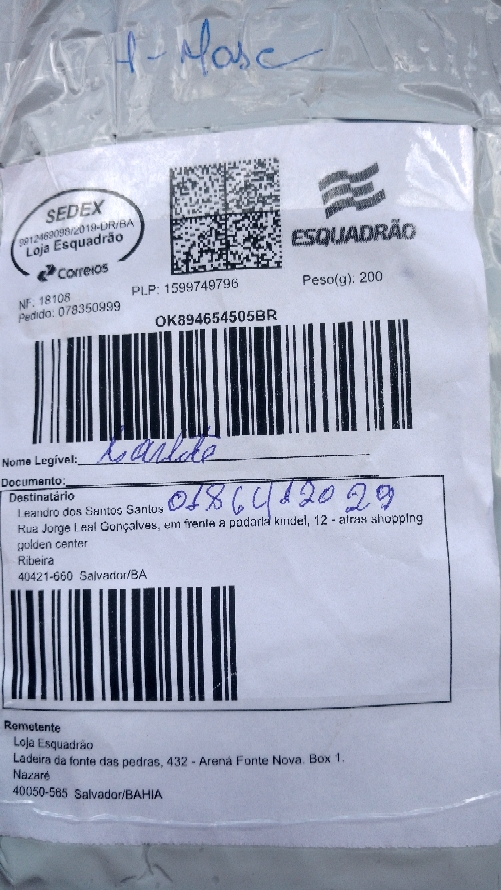 1-Masc
SEDEX
9912469098/2019-DR/BA
Loja Esquadrão
Correios
ESQUADRÃO
NF: 18108
Pedido: 078350999
PLP: 1599749796
Peso(g): 200
OK894654505BR
Nome Legível:
Documento:
Destinatário
Leandro dos Santos Santos
Rua Jorge Leal Gonçalves, em frente a padaria kindel, 12 - atras shopping
golden center
Ribeira
40421-660 Salvador/BA
Remetente
Loja Esquadrão
Ladeira da fonte das pedras, 432 - Arena Fonte Nova. Box 1.
Nazaré
40050-565 Salvador/BAHIA